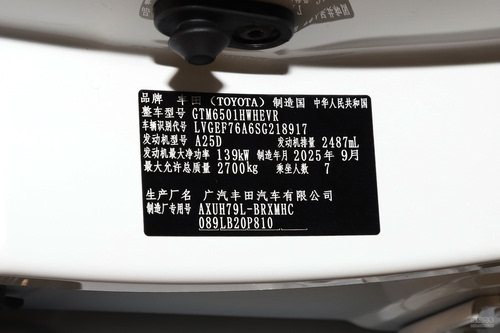 品牌 丰田（TOYOTA） 制造国 中华人民共和国
整车型号 GTM6501HWHEVR
车辆识别代号 LVGEF76A6SG218917
发动机型号 A25D 发动机排量 2487mL
发动机最大净功率 139kW 制造年月 2025年9月
最大允许总质量 2700kg 乘坐人数 7
生产厂名 广汽丰田汽车有限公司
制造厂专用号 AXUH79L-BRXMHC
089LB20P810